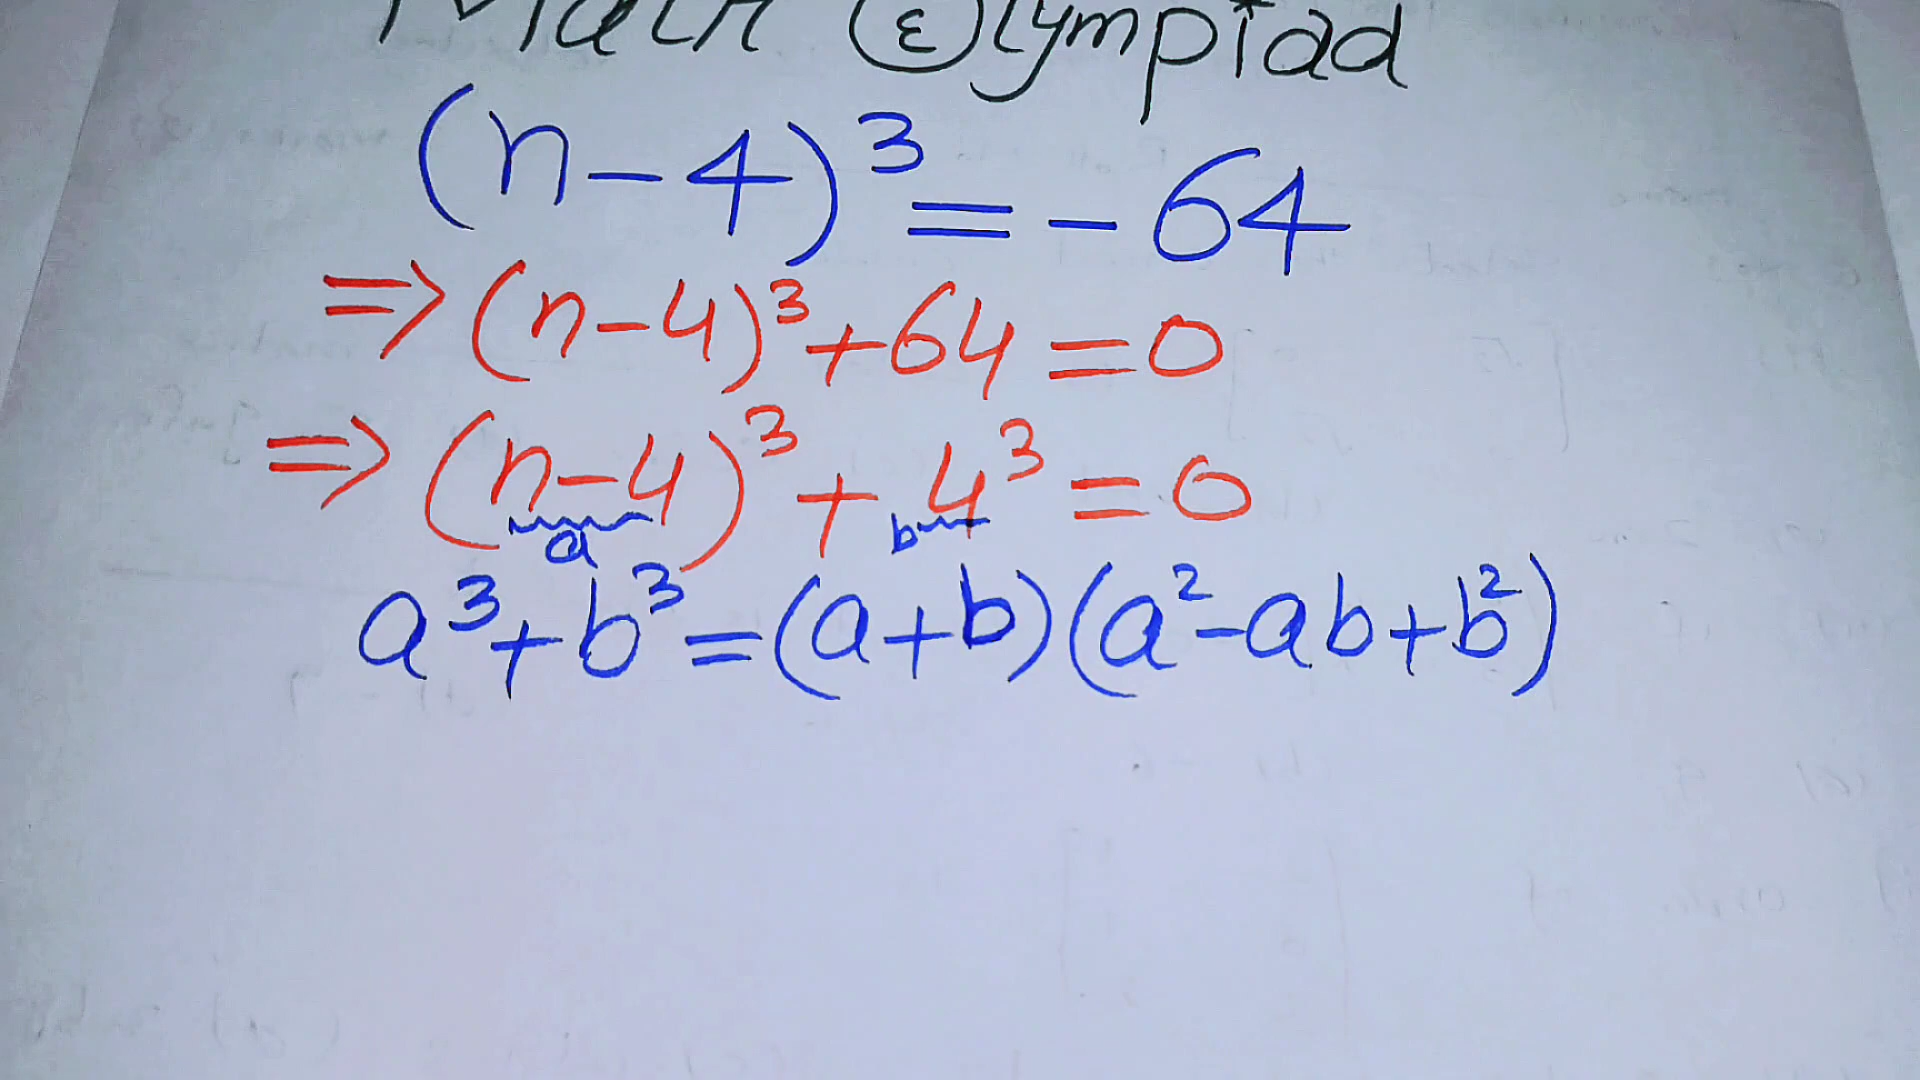 Math Olympiad
(n-4)³=-64
⇒(n-4)³+64=0
⇒(n-4)³+4³=0
a b
a³+b³=(a+b)(a²-ab+b²)